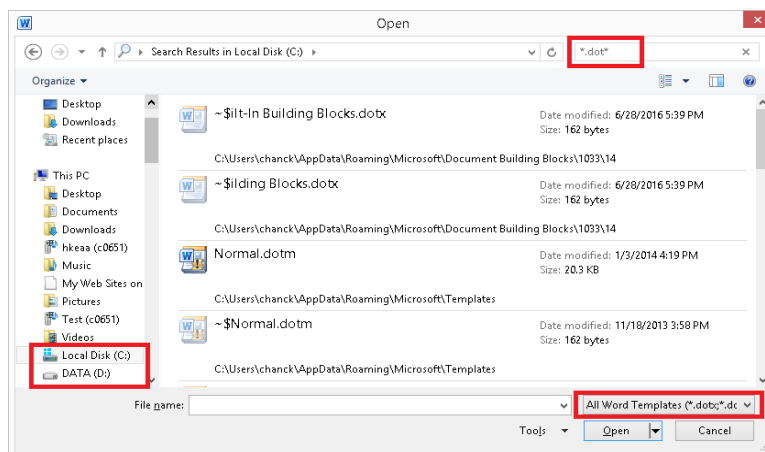 Open
Search Results in Local Disk (C:)
*.dot*
Organize
Desktop
Downloads
Recent places
This PC
Desktop
Documents
Downloads
hkeaa (c0651)
Music
My Web Sites on
Pictures
Test (c0651)
Videos
Local Disk (C:)
DATA (D:)
~$ilt-In Building Blocks.dotx
Date modified: 6/28/2016 5:39 PM
Size: 162 bytes
C:\Users\chanck\AppData\Roaming\Microsoft\Document Building Blocks\1033\14
~$ilding Blocks.dotx
Date modified: 6/28/2016 5:39 PM
Size: 162 bytes
C:\Users\chanck\AppData\Roaming\Microsoft\Document Building Blocks\1033\14
Normal.dotm
Date modified: 1/3/2014 4:19 PM
Size: 20.3 KB
C:\Users\chanck\AppData\Roaming\Microsoft\Templates
~$Normal.dotm
Date modified: 11/18/2013 3:58 PM
Size: 162 bytes
C:\Users\chanck\AppData\Roaming\Microsoft\Templates
File name:
All Word Templates (*.dotx;*.dc
Tools
Open
Cancel